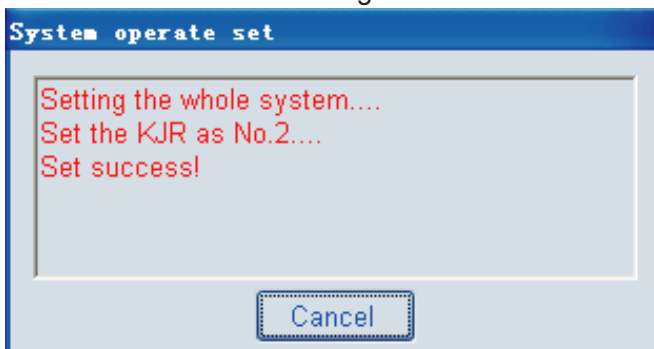 System operate set
Setting the whole system....
Set the KJR as No.2....
Set success!
Cancel